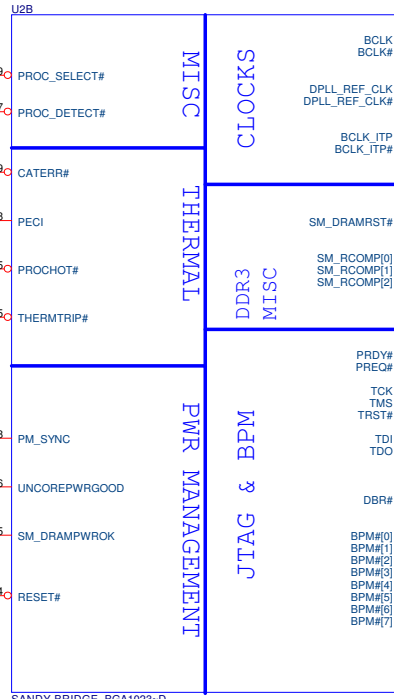 U2B
PROC_SELECT#
PROC_DETECT#
MISC
CATERR#
PECI
PROCHOT#
THERMTRIP#
THERMAL
PM_SYNC
UNCOREPWRGOOD
SM_DRAMPWROK
RESET#
PWR MANAGEMENT
CLOCKS
BCLK
BCLK#
DPLL_REF_CLK
DPLL_REF_CLK#
BCLK_ITP
BCLK_ITP#
DDR3
MISC
SM_DRAMRST#
SM_RCOMP[0]
SM_RCOMP[1]
SM_RCOMP[2]
JTAG & BPM
PRDY#
PREQ#
TCK
TMS
TRST#
TDI
TDO
DBR#
BPM#[0]
BPM#[1]
BPM#[2]
BPM#[3]
BPM#[4]
BPM#[5]
BPM#[6]
BPM#[7]